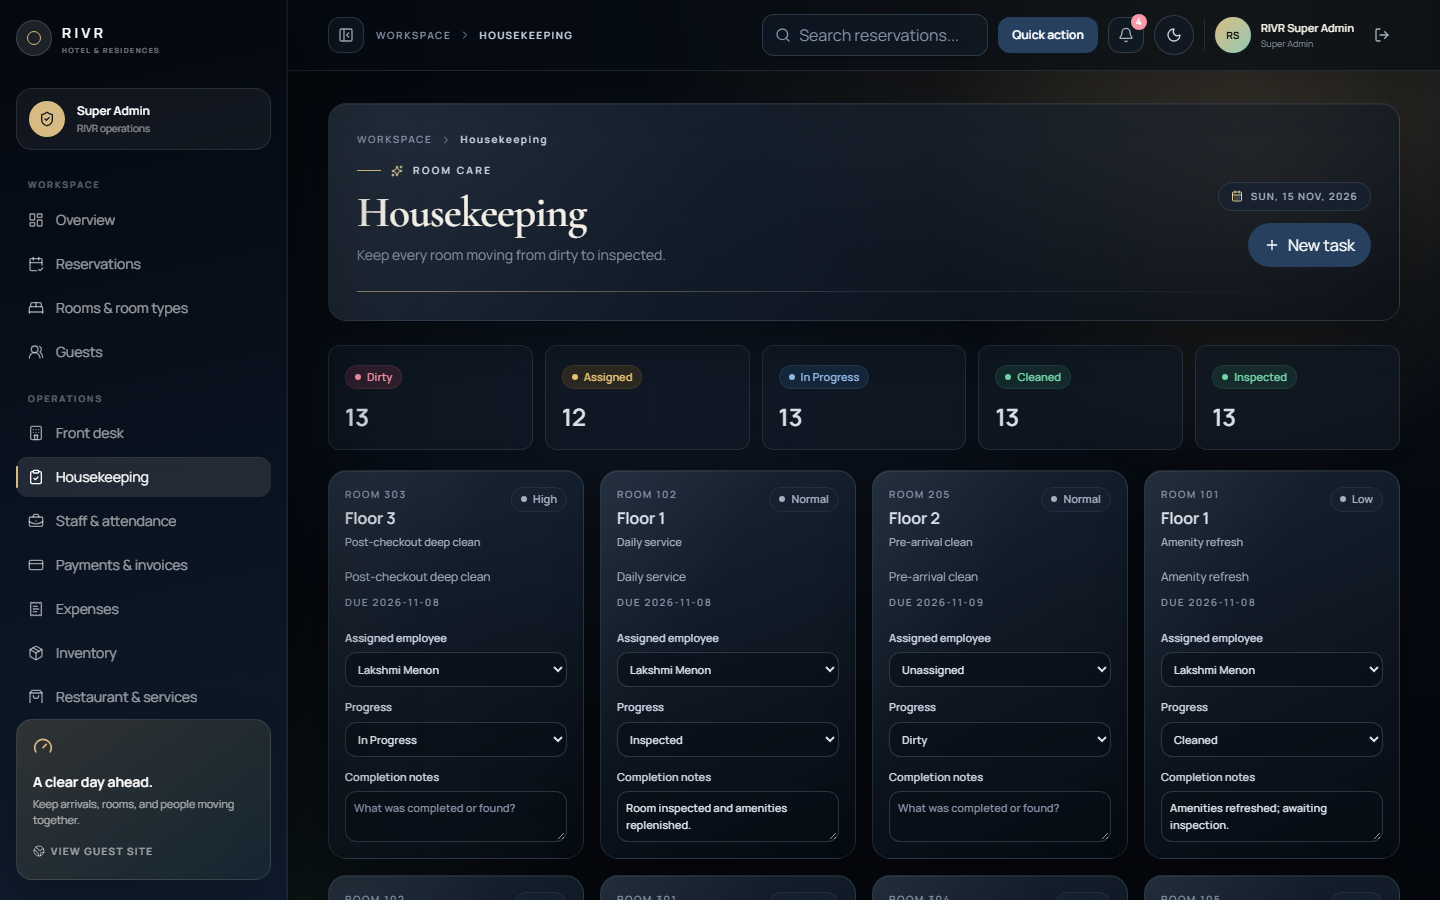 RIVR
HOTEL & RESIDENCES
Super Admin
RIVR operations
WORKSPACE
Overview
Reservations
Rooms & room types
Guests
OPERATIONS
Front desk
Housekeeping
Staff & attendance
Payments & invoices
Expenses
Inventory
Restaurant & services
A clear day ahead.
Keep arrivals, rooms, and people moving
together.
VIEW GUEST SITE
WORKSPACE > HOUSEKEEPING
Search reservations...
Quick action
4
RS
RIVR Super Admin
Super Admin
WORKSPACE > Housekeeping
ROOM CARE
Housekeeping
Keep every room moving from dirty to inspected.
SUN, 15 NOV, 2026
+ New task
Dirty
13
Assigned
12
In Progress
13
Cleaned
13
Inspected
13
ROOM 303
High
Floor 3
Post-checkout deep clean
Post-checkout deep clean
DUE 2026-11-08
Assigned employee
Lakshmi Menon
Progress
In Progress
Completion notes
What was completed or found?
ROOM 102
Normal
Floor 1
Daily service
Daily service
DUE 2026-11-08
Assigned employee
Lakshmi Menon
Progress
Inspected
Completion notes
Room inspected and amenities
replenished.
ROOM 205
Normal
Floor 2
Pre-arrival clean
Pre-arrival clean
DUE 2026-11-09
Assigned employee
Unassigned
Progress
Dirty
Completion notes
What was completed or found?
ROOM 101
Low
Floor 1
Amenity refresh
Amenity refresh
DUE 2026-11-08
Assigned employee
Lakshmi Menon
Progress
Cleaned
Completion notes
Amenities refreshed; awaiting
inspection.
ROOM 102
ROOM 301
ROOM 304
ROOM 105